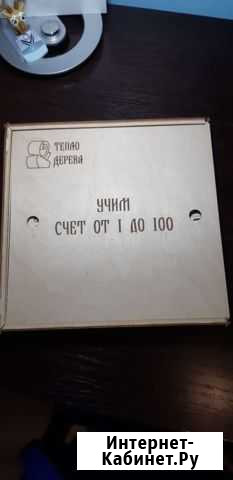 ТЕПЛО
ДЕРЕВА
УЧИМ
СЧЕТ ОТ 1 ДО 100
Интернет-
Кабинет.Ру